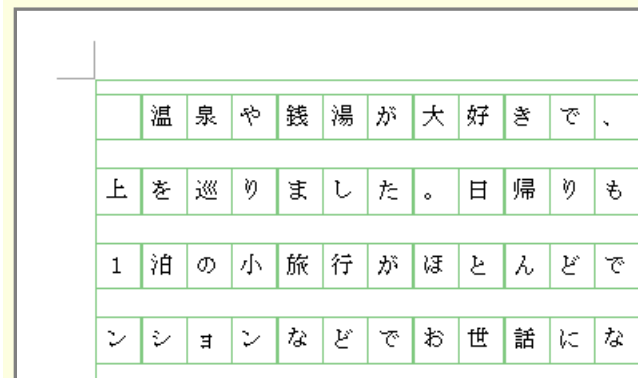 温泉や銭湯が大好きで、
上を巡りました。日帰りも
1泊の小旅行がほとんどで
ンションなどでお世話にな